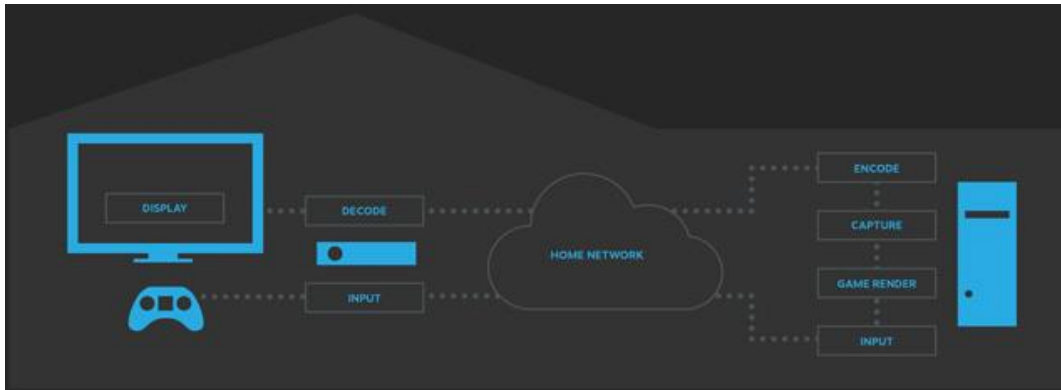 DISPLAY
DECODE
INPUT
HOME NETWORK
ENCODE
CAPTURE
GAME RENDER
INPUT